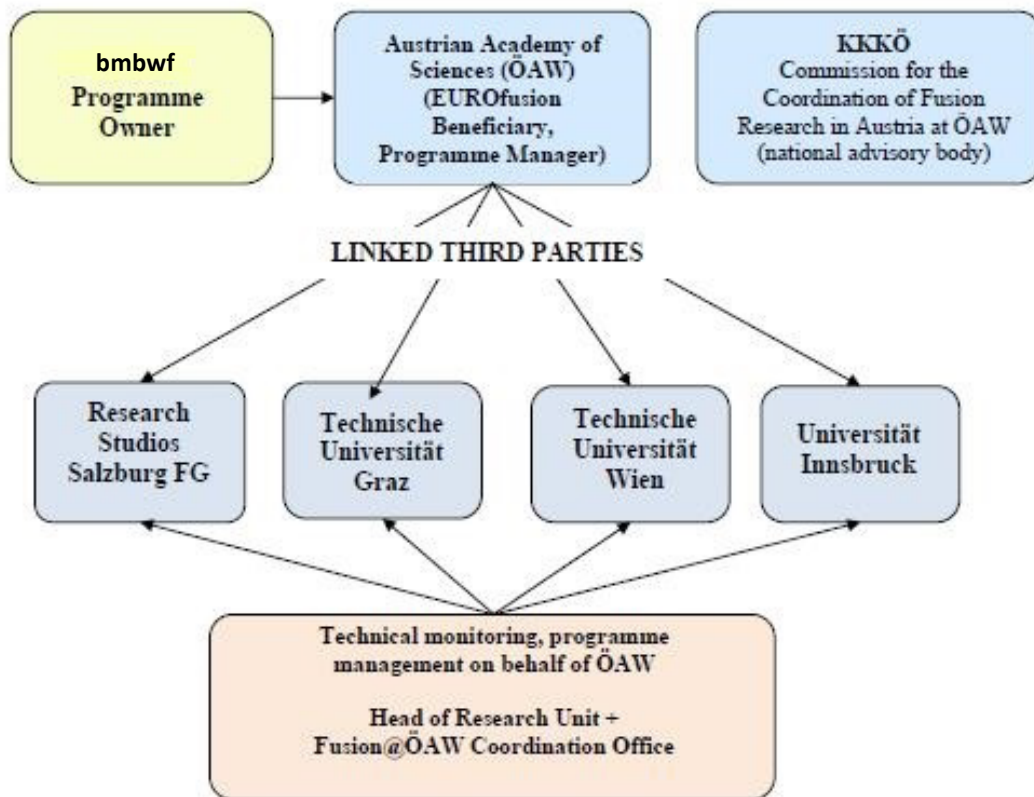 bmbwf
Programme
Owner
Austrian Academy of
Sciences (ÖAW)
(EUROfusion
Beneficiary,
Programme Manager)
KKKÖ
Commission for the
Coordination of Fusion
Research in Austria at ÖAW
(national advisory body)
LINKED THIRD PARTIES
Research
Studios
Salzburg FG
Technische
Universität
Graz
Technische
Universität
Wien
Universität
Innsbruck
Technical monitoring, programme
management on behalf of ÖAW
Head of Research Unit +
Fusion@ÖAW Coordination Office